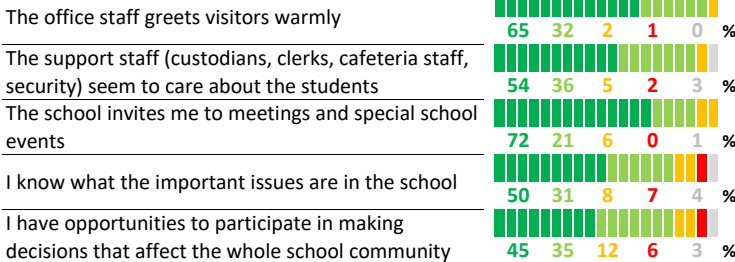 The office staff greets visitors warmly
65 32 2 1 0 %
The support staff (custodians, clerks, cafeteria staff,
security) seem to care about the students
54 36 5 2 3 %
The school invites me to meetings and special school
events
72 21 6 0 1 %
I know what the important issues are in the school
50 31 8 7 4 %
I have opportunities to participate in making
decisions that affect the whole school community
45 35 12 6 3 %